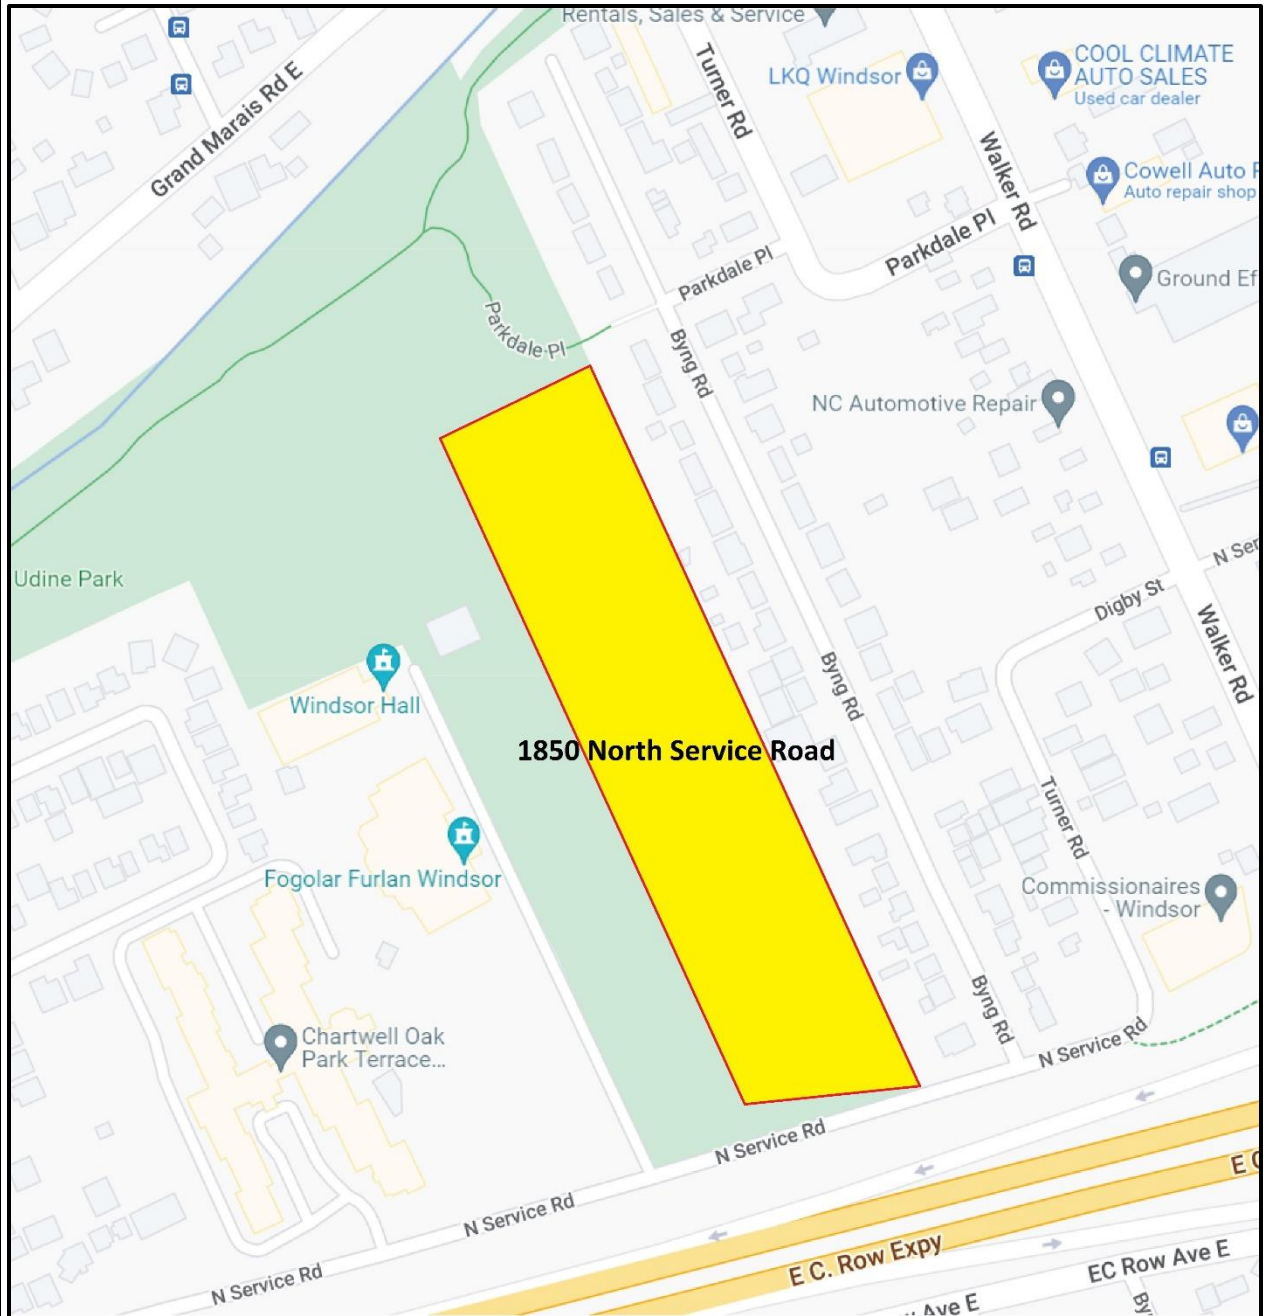 Rentals, Sales & Service
COOL CLIMATE
AUTO SALES
Used car dealer
LKQ Windsor
Turner Rd
Grand Marais Rd E
Walker Rd
Cowell Auto
Auto repair shop
Parkdale Pl
Parkdale Pl
Ground Ef
Parkdale Pl
Byng Rd
NC Automotive Repair
N Ser
Udine Park
Digby St
Walker Rd
Byng Rd
Windsor Hall
1850 North Service Road
Turner Rd
Fogolar Furlan Windsor
Commissionaires
- Windsor
Byng Rd
Chartwell Oak
Park Terrace...
N Service Rd
N Service Rd
E C
N Service Rd
E C. Row Expy
EC Row Ave E
N Service Rd
Ave E
By